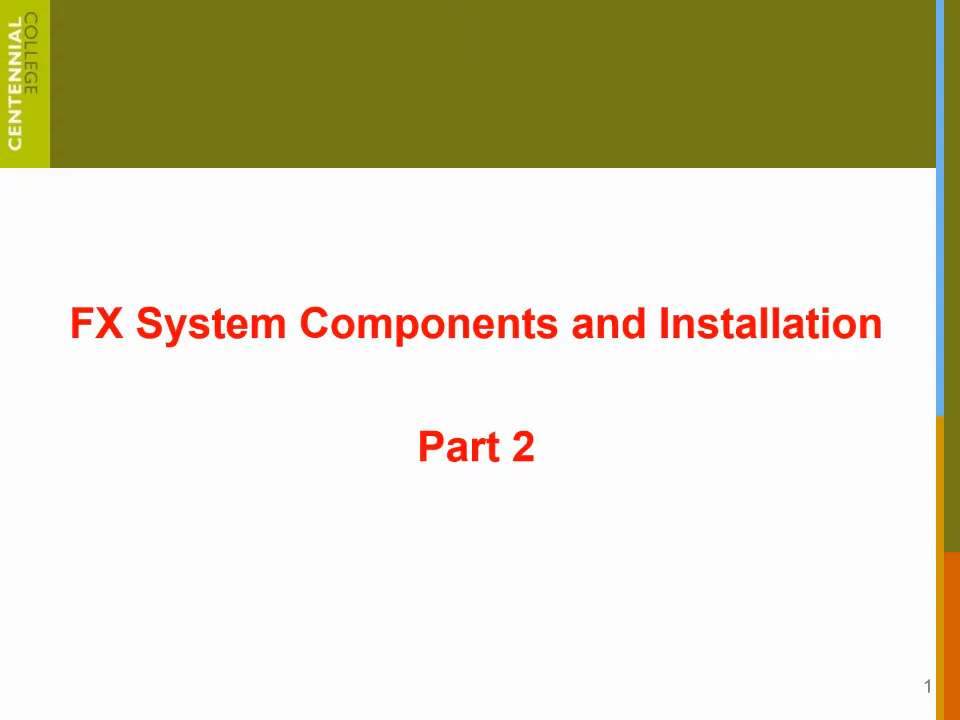 CENTENNIAL
COLLEGE
FX System Components and Installation
Part 2
1